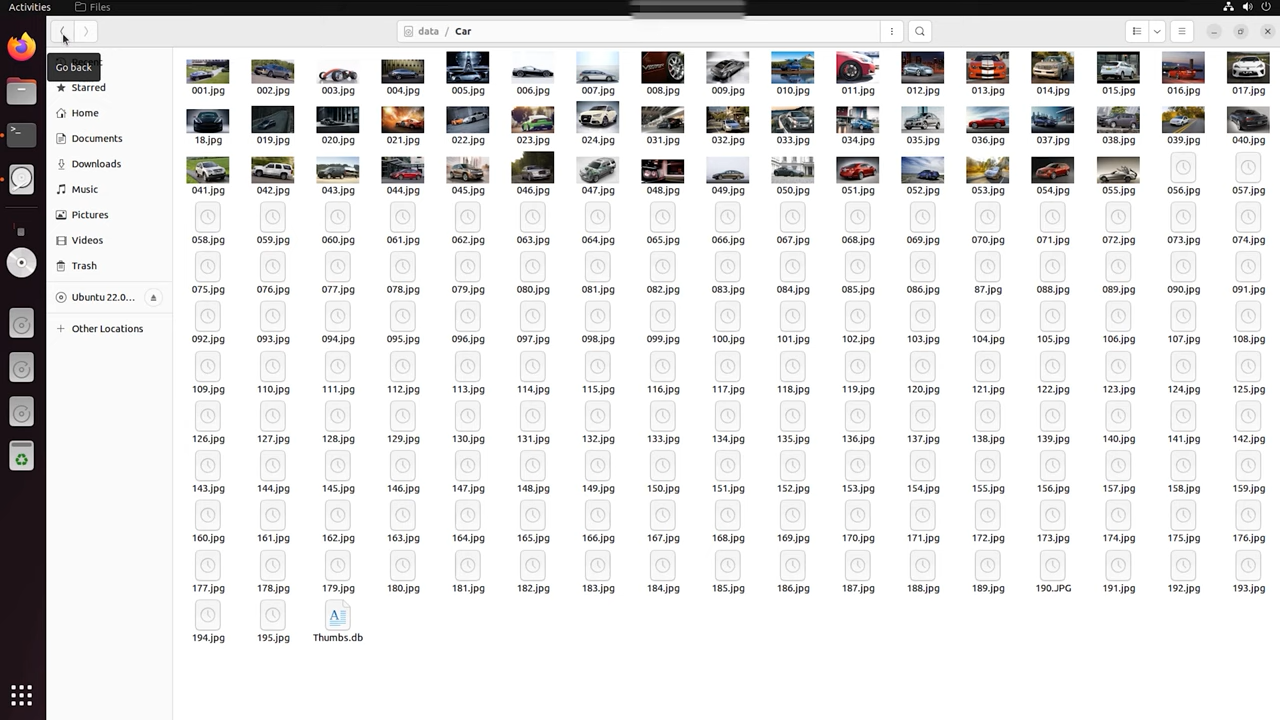 Activities Files
data / Car
Go back
Starred
Home
Documents
Downloads
Music
Pictures
Videos
Trash
Ubuntu 22.0...
Other Locations
001.jpg 002.jpg 003.jpg 004.jpg 005.jpg 006.jpg 007.jpg 008.jpg 009.jpg 010.jpg 011.jpg 012.jpg 013.jpg 014.jpg 015.jpg 016.jpg 017.jpg
18.jpg 019.jpg 020.jpg 021.jpg 022.jpg 023.jpg 024.jpg 031.jpg 032.jpg 033.jpg 034.jpg 035.jpg 036.jpg 037.jpg 038.jpg 039.jpg 040.jpg
041.jpg 042.jpg 043.jpg 044.jpg 045.jpg 046.jpg 047.jpg 048.jpg 049.jpg 050.jpg 051.jpg 052.jpg 053.jpg 054.jpg 055.jpg 056.jpg 057.jpg
058.jpg 059.jpg 060.jpg 061.jpg 062.jpg 063.jpg 064.jpg 065.jpg 066.jpg 067.jpg 068.jpg 069.jpg 070.jpg 071.jpg 072.jpg 073.jpg 074.jpg
075.jpg 076.jpg 077.jpg 078.jpg 079.jpg 080.jpg 081.jpg 082.jpg 083.jpg 084.jpg 085.jpg 086.jpg 87.jpg 088.jpg 089.jpg 090.jpg 091.jpg
092.jpg 093.jpg 094.jpg 095.jpg 096.jpg 097.jpg 098.jpg 099.jpg 100.jpg 101.jpg 102.jpg 103.jpg 104.jpg 105.jpg 106.jpg 107.jpg 108.jpg
109.jpg 110.jpg 111.jpg 112.jpg 113.jpg 114.jpg 115.jpg 116.jpg 117.jpg 118.jpg 119.jpg 120.jpg 121.jpg 122.jpg 123.jpg 124.jpg 125.jpg
126.jpg 127.jpg 128.jpg 129.jpg 130.jpg 131.jpg 132.jpg 133.jpg 134.jpg 135.jpg 136.jpg 137.jpg 138.jpg 139.jpg 140.jpg 141.jpg 142.jpg
143.jpg 144.jpg 145.jpg 146.jpg 147.jpg 148.jpg 149.jpg 150.jpg 151.jpg 152.jpg 153.jpg 154.jpg 155.jpg 156.jpg 157.jpg 158.jpg 159.jpg
160.jpg 161.jpg 162.jpg 163.jpg 164.jpg 165.jpg 166.jpg 167.jpg 168.jpg 169.jpg 170.jpg 171.jpg 172.jpg 173.jpg 174.jpg 175.jpg 176.jpg
177.jpg 178.jpg 179.jpg 180.jpg 181.jpg 182.jpg 183.jpg 184.jpg 185.jpg 186.jpg 187.jpg 188.jpg 189.jpg 190..JPG 191.jpg 192.jpg 193.jpg
194.jpg 195.jpg Thumbs.db